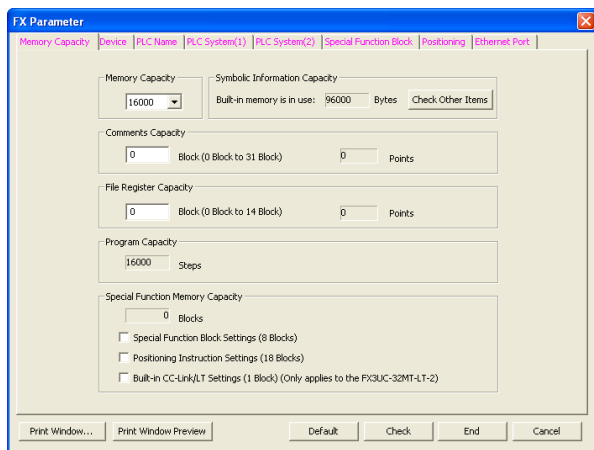 FX Parameter
Memory Capacity Device PLC Name PLC System(1) PLC System(2) Special Function Block Positioning Ethernet Port
Memory Capacity
16000
Symbolic Information Capacity
Built-in memory is in use: 96000 Bytes Check Other Items
Comments Capacity
0 Block (0 Block to 31 Block) 0 Points
File Register Capacity
0 Block (0 Block to 14 Block) 0 Points
Program Capacity
16000 Steps
Special Function Memory Capacity
0 Blocks
Special Function Block Settings (8 Blocks)
Positioning Instruction Settings (18 Blocks)
Built-in CC-Link/LT Settings (1 Block) (Only applies to the FX3UC-32MT-LT-2)
Print Window... Print Window Preview Default Check End Cancel